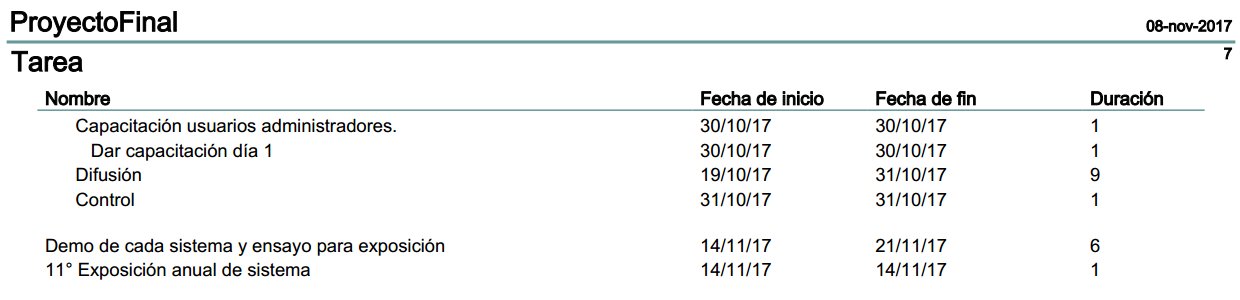 ProyectoFinal
08-nov-2017
Tarea
7
Nombre Fecha de inicio Fecha de fin Duración
Capacitación usuarios administradores. 30/10/17 30/10/17 1
Dar capacitación día 1 30/10/17 30/10/17 1
Difusión 19/10/17 31/10/17 9
Control 31/10/17 31/10/17 1
Demo de cada sistema y ensayo para exposición 14/11/17 21/11/17 6
11° Exposición anual de sistema 14/11/17 14/11/17 1